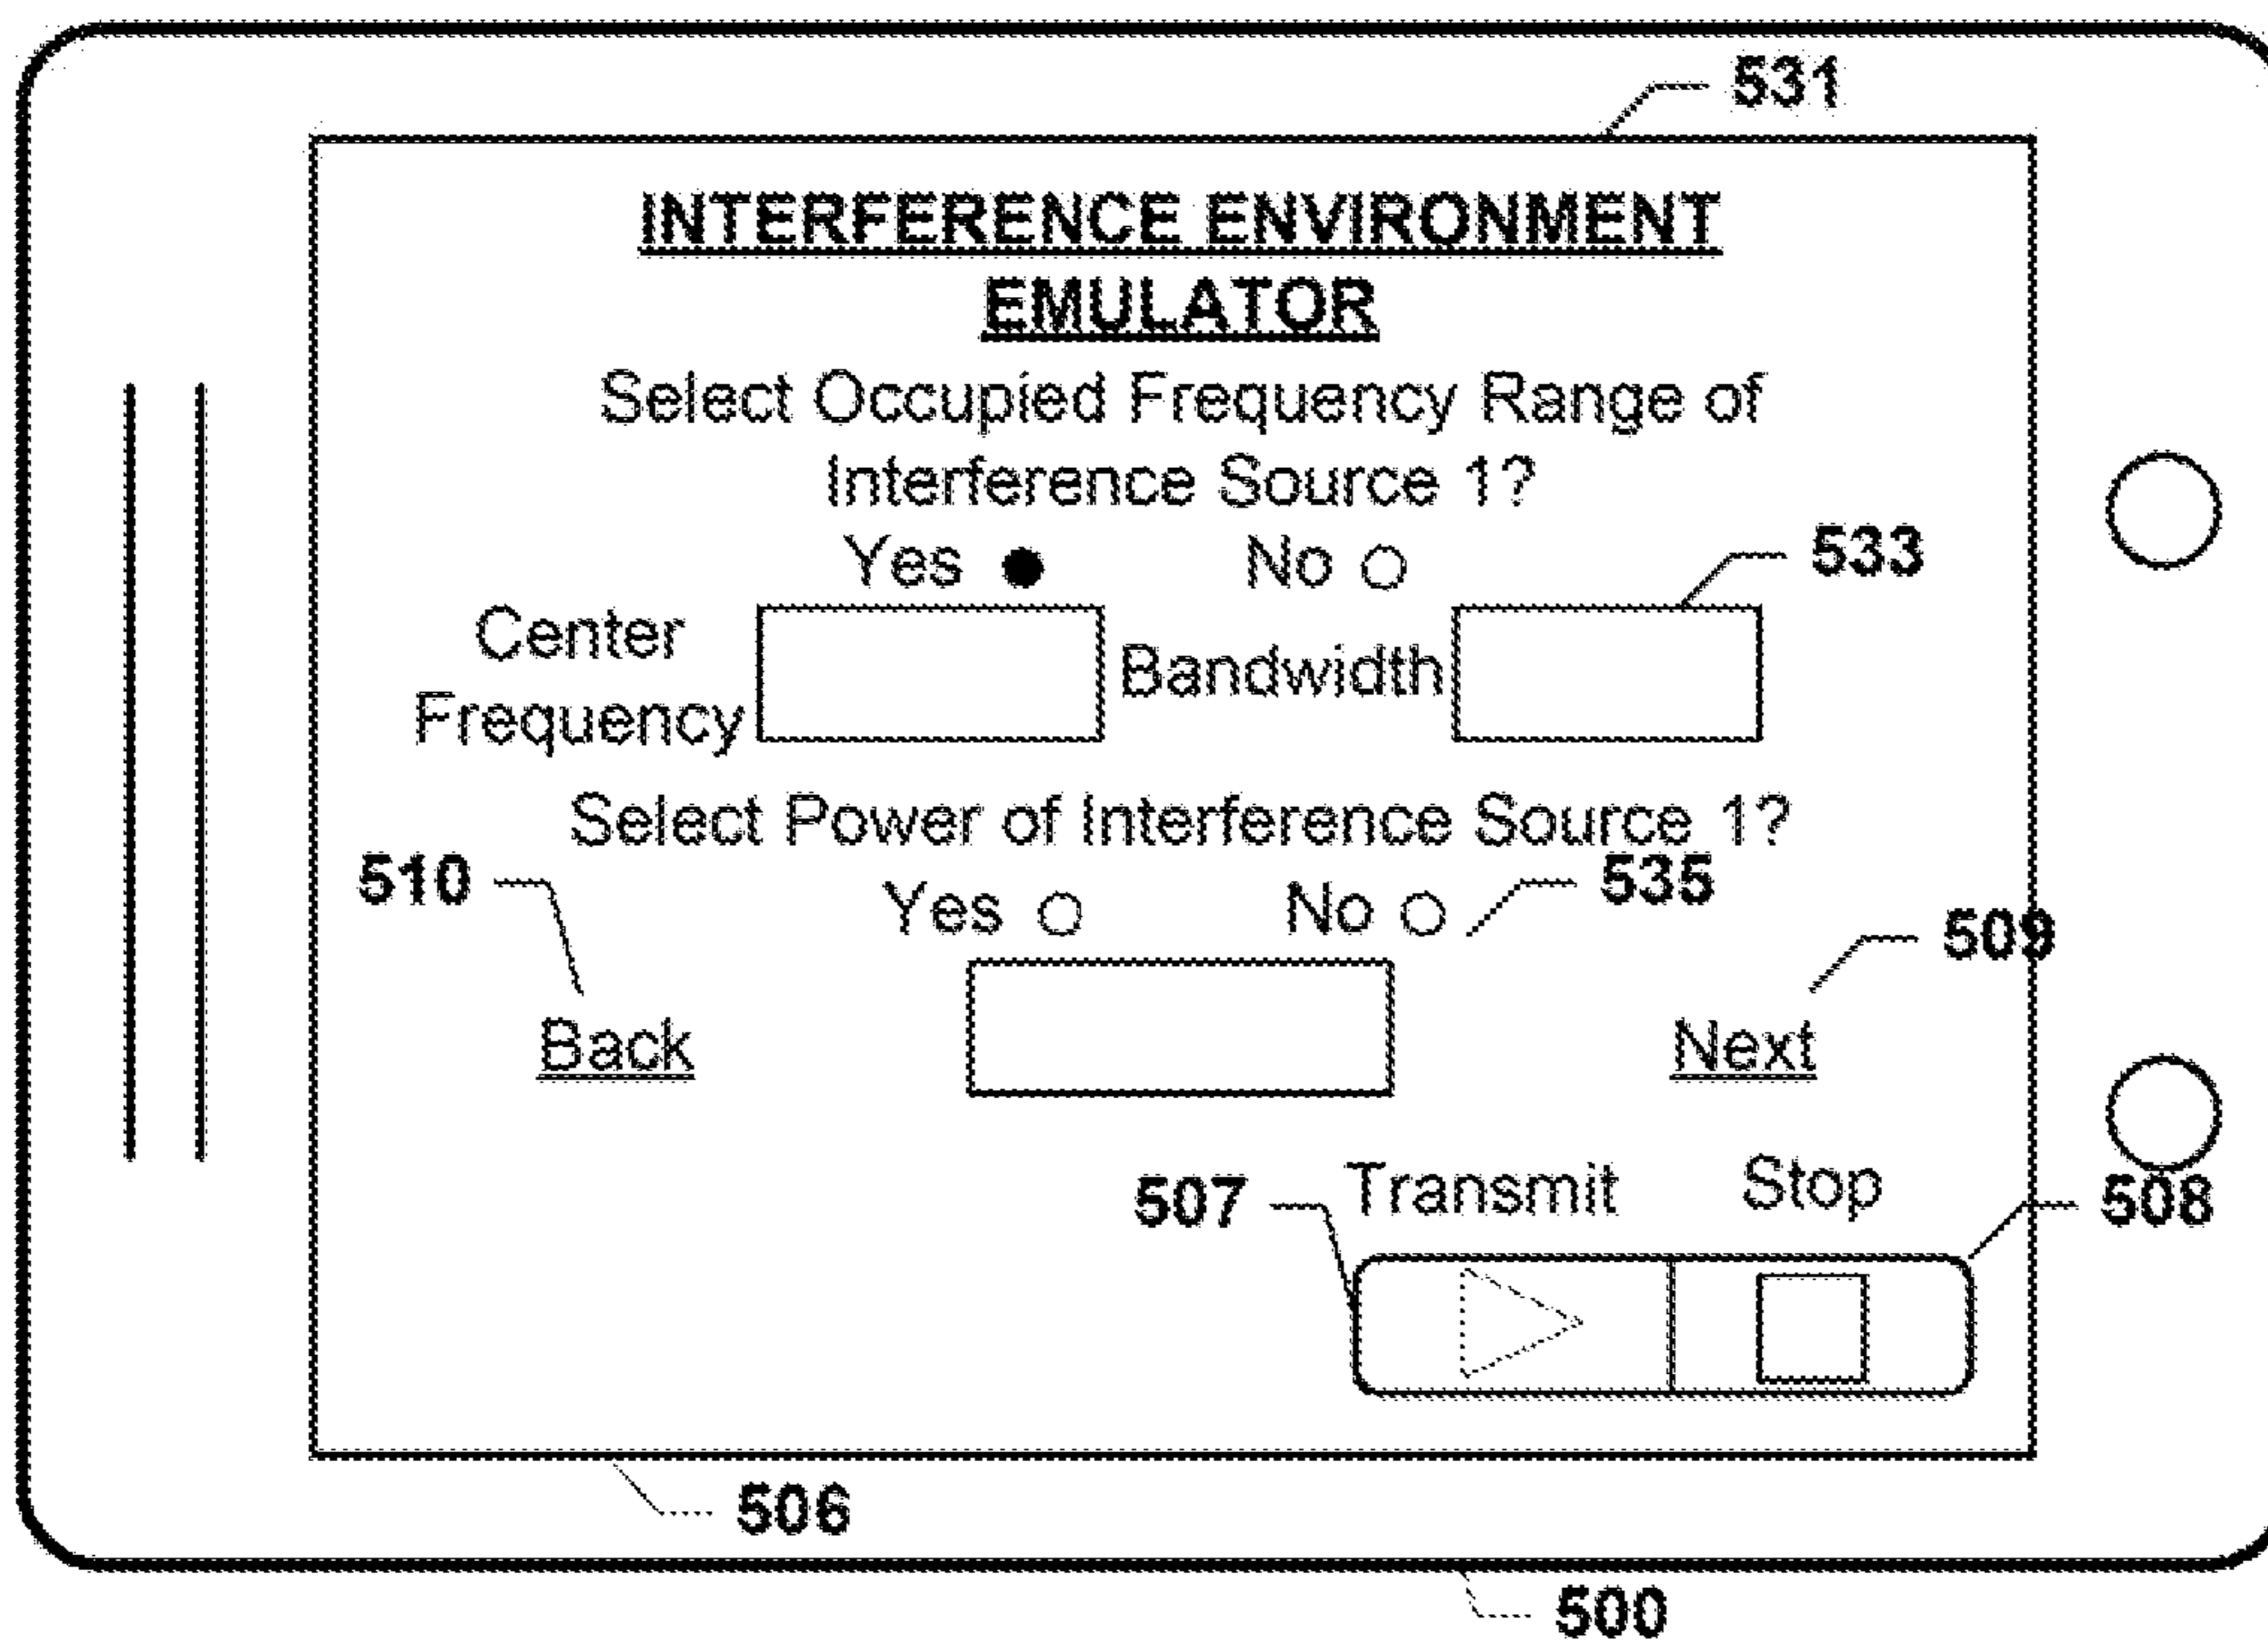 531
INTERFERENCE ENVIRONMENT
EMULATOR
Select Occupied Frequency Range of
Interference Source 1?
Yes No
533
Center
Frequency
Bandwidth
Select Power of Interference Source 1?
510
Yes No
535
509
Back
Next
Transmit Stop
507
508
506
500